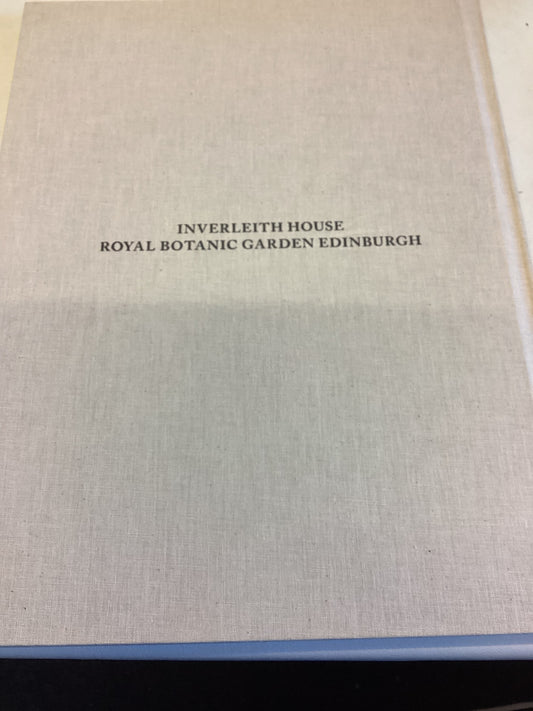 INVERLEITH HOUSE
ROYAL BOTANIC GARDEN EDINBURGH